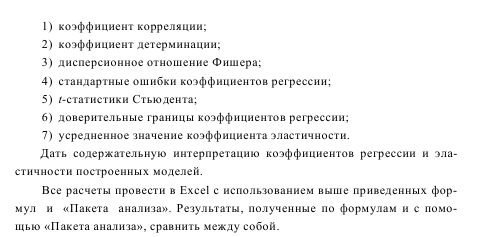 1) коэффициент корреляции;
2) коэффициент детерминации;
3) дисперсионное отношение Фишера;
4) стандартные ошибки коэффициентов регрессии;
5) t-статистики Стьюдента;
6) доверительные границы коэффициентов регрессии;
7) усредненное значение коэффициента эластичности.
Дать содержательную интерпретацию коэффициентов регрессии и эла-
стичности построенных моделей.
Все расчеты провести в Excel с использованием выше приведенных фор-
мул и «Пакета анализа». Результаты, полученные по формулам и с помо-
щью «Пакета анализа», сравнить между собой.